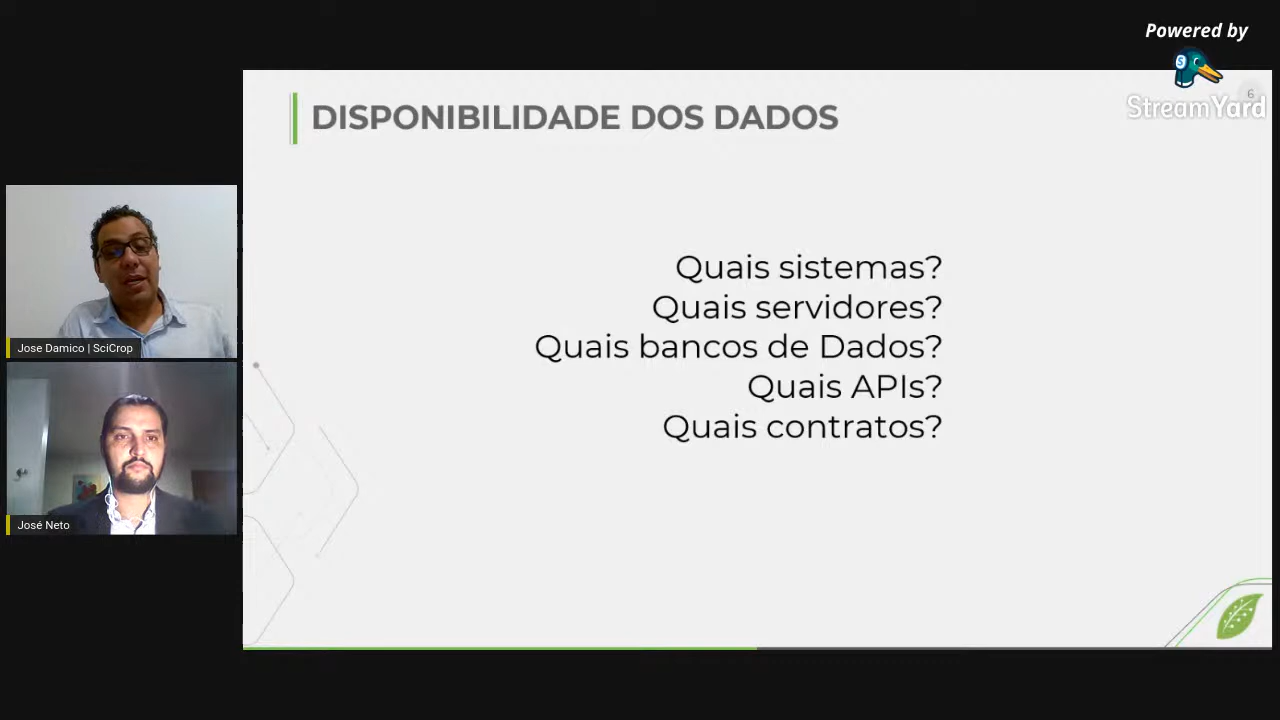 Powered by
StreamYard
6
DISPONIBILIDADE DOS DADOS
Quais sistemas?
Quais servidores?
Quais bancos de Dados?
Quais APIs?
Quais contratos?
Jose Damico | SciCrop
José Neto